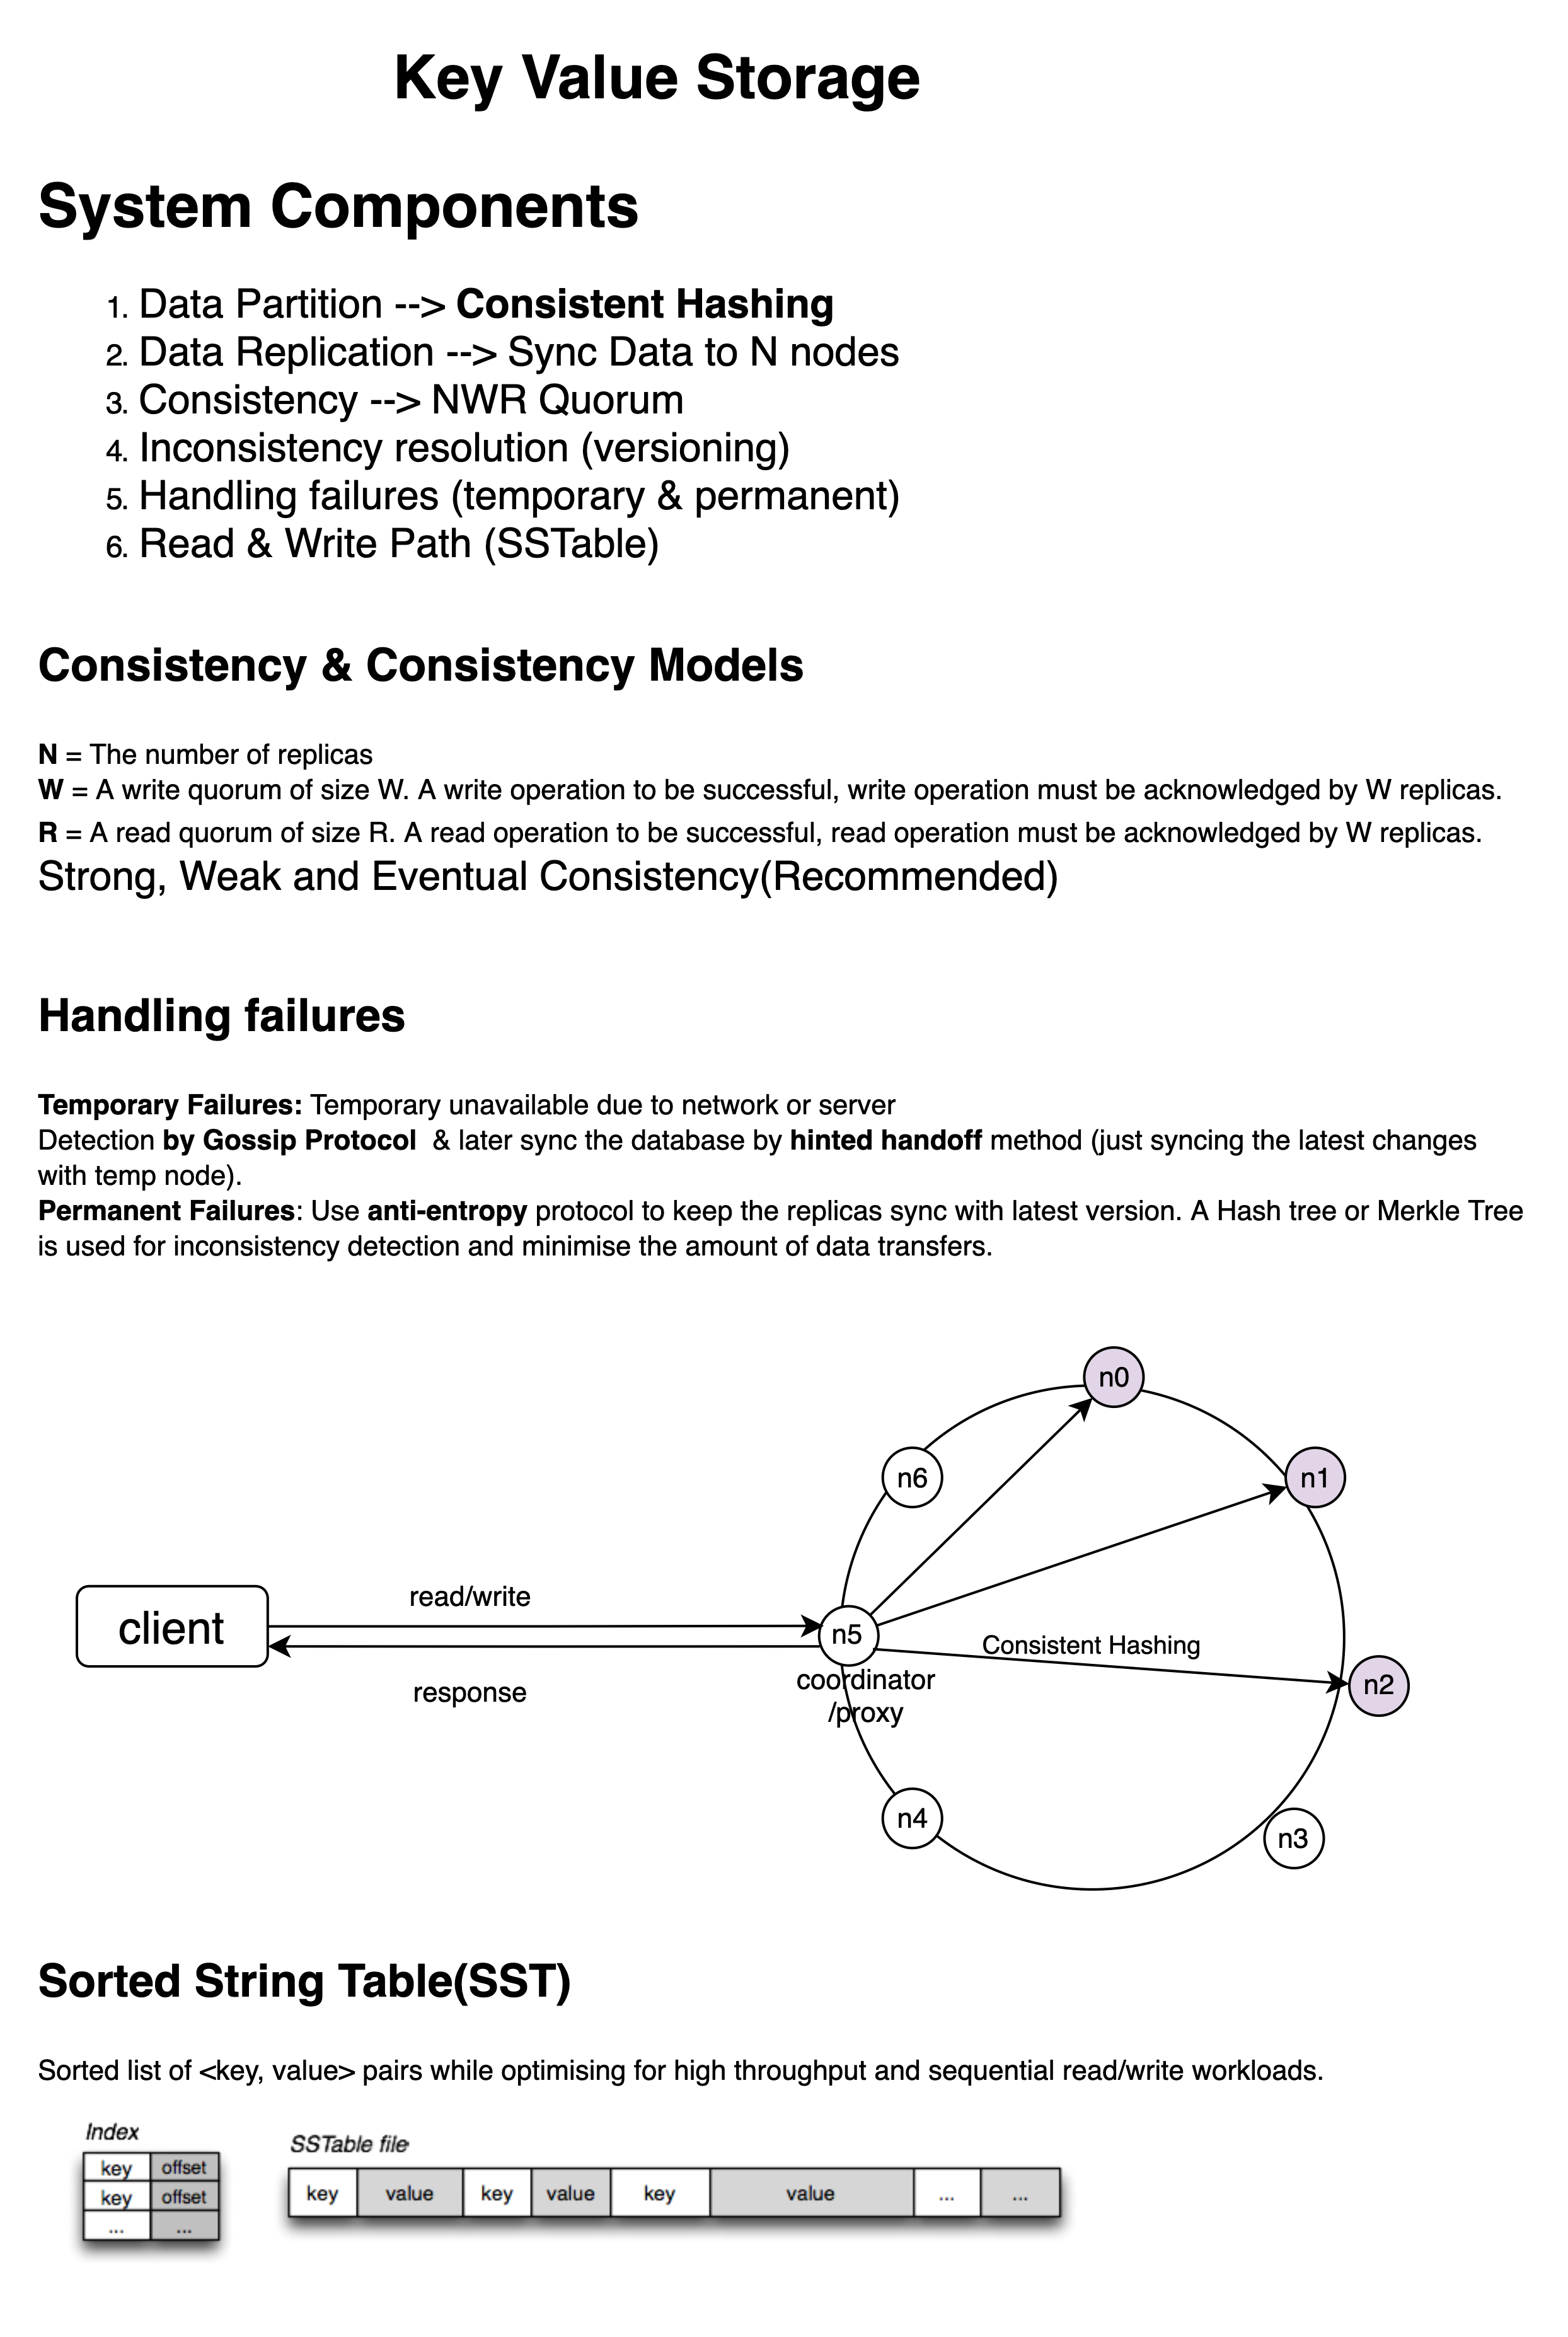 Key Value Storage
System Components
1. Data Partition --> Consistent Hashing
2. Data Replication --> Sync Data to N nodes
3. Consistency --> NWR Quorum
4. Inconsistency resolution (versioning)
5. Handling failures (temporary & permanent)
6. Read & Write Path (SSTable)
Consistency & Consistency Models
N = The number of replicas
W = A write quorum of size W. A write operation to be successful, write operation must be acknowledged by W replicas.
R = A read quorum of size R. A read operation to be successful, read operation must be acknowledged by W replicas.
Strong, Weak and Eventual Consistency(Recommended)
Handling failures
Temporary Failures: Temporary unavailable due to network or server
Detection by Gossip Protocol & later sync the database by hinted handoff method (just syncing the latest changes
with temp node).
Permanent Failures: Use anti-entropy protocol to keep the replicas sync with latest version. A Hash tree or Merkle Tree
is used for inconsistency detection and minimise the amount of data transfers.
n0
n6
n1
client
read/write
response
n5
coordinator
/proxy
Consistent Hashing
n2
n4
n3
Sorted String Table(SST)
Sorted list of <key, value> pairs while optimising for high throughput and sequential read/write workloads.
Index
key offset
key offset
... ...
SSTable file
key value key value key value ... ...